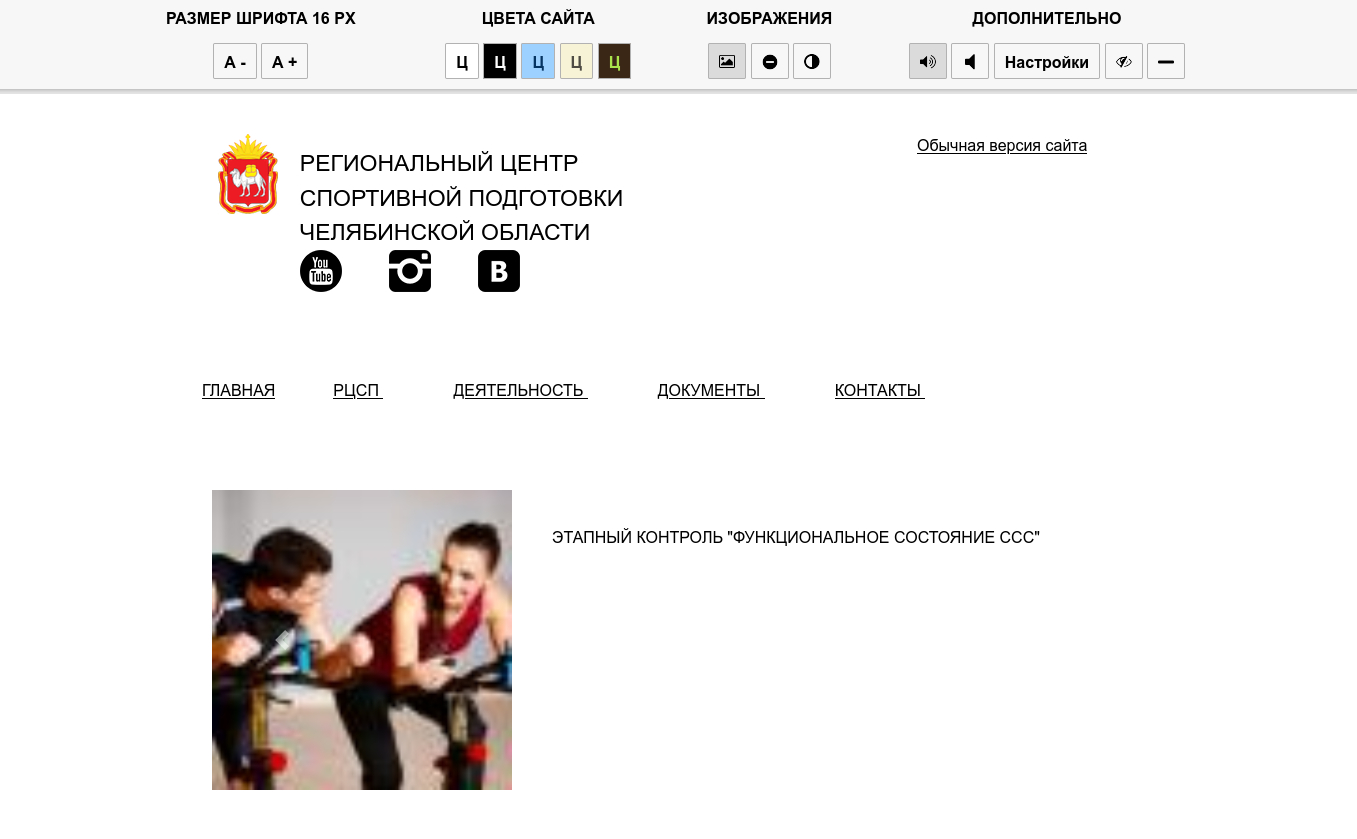 РАЗМЕР ШРИФТА 16 PX ЦВЕТА САЙТА ИЗОБРАЖЕНИЯ ДОПОЛНИТЕЛЬНО
A - A + Ц Ц Ц Ц Ц Настройки
Обычная версия сайта
РЕГИОНАЛЬНЫЙ ЦЕНТР
СПОРТИВНОЙ ПОДГОТОВКИ
ЧЕЛЯБИНСКОЙ ОБЛАСТИ
You Tube B
ГЛАВНАЯ РЦСП ДЕЯТЕЛЬНОСТЬ ДОКУМЕНТЫ КОНТАКТЫ
ЭТАПНЫЙ КОНТРОЛЬ "ФУНКЦИОНАЛЬНОЕ СОСТОЯНИЕ ССС"